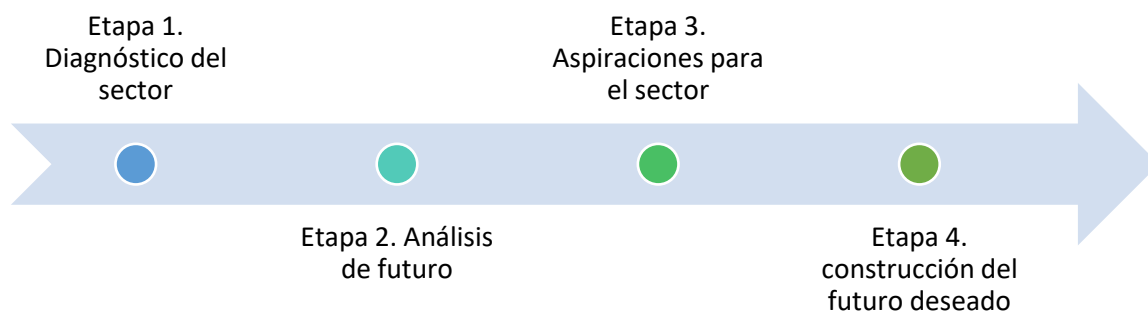 Etapa 1.
Diagnóstico del
sector
Etapa 2. Análisis
de futuro
Etapa 3.
Aspiraciones para
el sector
Etapa 4.
construcción del
futuro deseado